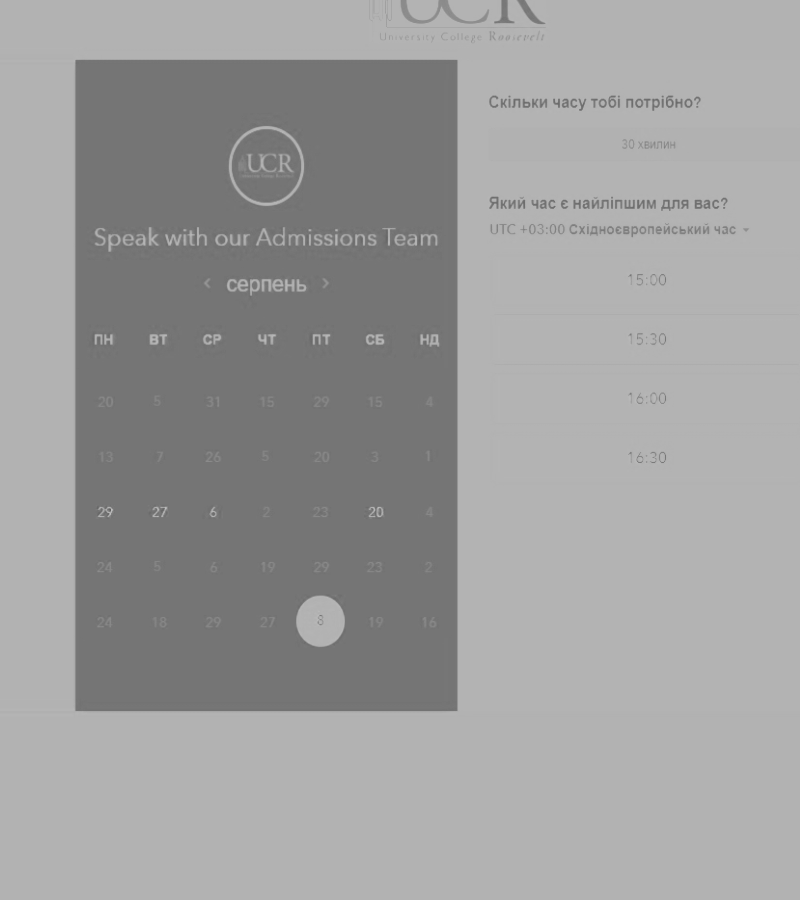 UCR
University College Roosevelt
UCR
Speak with our Admissions Team
серпень
ПН ВТ СР ЧТ ПТ СБ НД
20 5 31 15 29 15 4
13 7 26 5 20 3 1
29 27 6 2 23 20 4
24 5 6 19 29 23 2
24 18 29 27 8 19 16
Скільки часу тобі потрібно?
30 хвилин
Який час є найліпшим для вас?
UTC +03:00 Східноєвропейський час
15:00
15:30
16:00
16:30